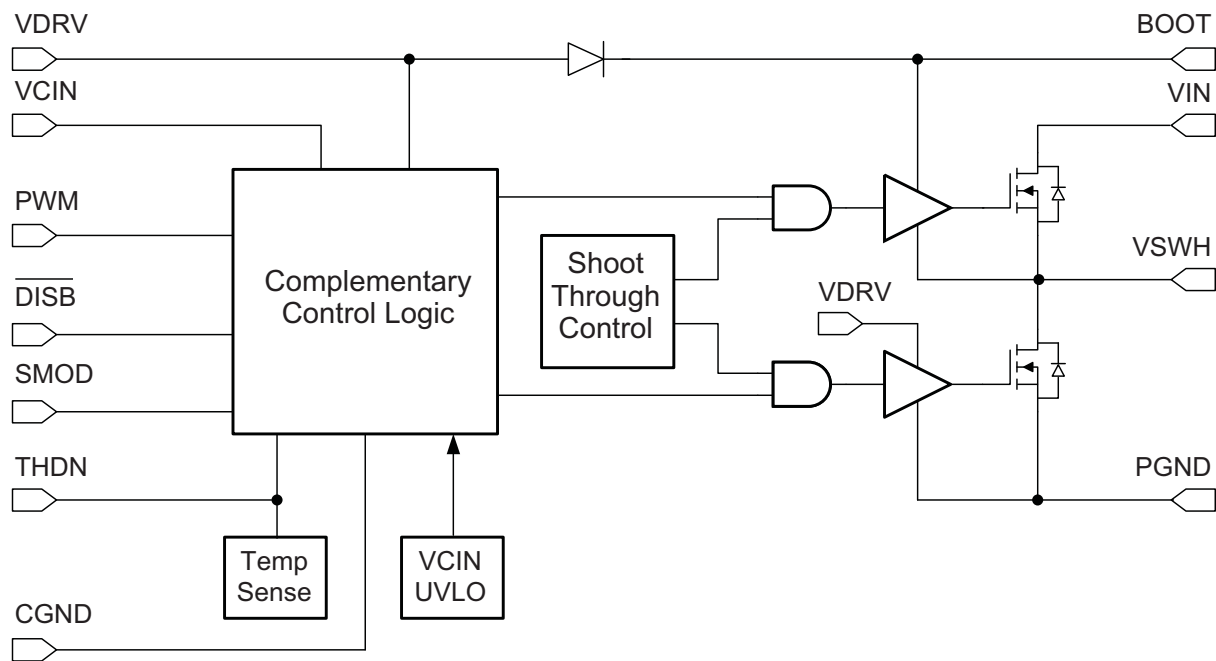 VDRV
BOOT
VCIN
VIN
PWM
DISB
SMOD
Complementary
Control Logic
Shoot
Through
Control
VDRV
VSWH
THDN
PGND
Temp
Sense
VCIN
UVLO
CGND